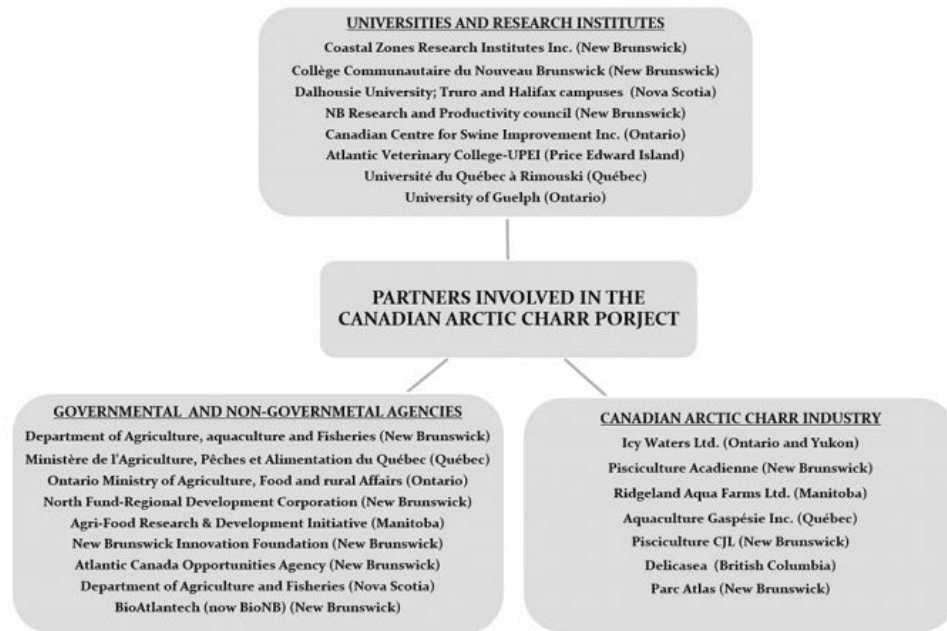 UNIVERSITIES AND RESEARCH INSTITUTES
Coastal Zones Research Institutes Inc. (New Brunswick)
Collège Communautaire du Nouveau Brunswick (New Brunswick)
Dalhousie University; Truro and Halifax campuses (Nova Scotia)
NB Research and Productivity council (New Brunswick)
Canadian Centre for Swine Improvement Inc. (Ontario)
Atlantic Veterinary College-UPEI (Price Edward Island)
Université du Québec à Rimouski (Québec)
University of Guelph (Ontario)
PARTNERS INVOLVED IN THE
CANADIAN ARCTIC CHARR PORJECT
GOVERNMENTAL AND NON-GOVERNMETAL AGENCIES
Department of Agriculture, aquaculture and Fisheries (New Brunswick)
Ministère de l'Agriculture, Pêches et Alimentation du Québec (Québec)
Ontario Ministry of Agriculture, Food and rural Affairs (Ontario)
North Fund-Regional Development Corporation (New Brunswick)
Agri-Food Research & Development Initiative (Manitoba)
New Brunswick Innovation Foundation (New Brunswick)
Atlantic Canada Opportunities Agency (New Brunswick)
Department of Agriculture and Fisheries (Nova Scotia)
BioAtlantech (now BioNB) (New Brunswick)
CANADIAN ARCTIC CHARR INDUSTRY
Icy Waters Ltd. (Ontario and Yukon)
Pisciculture Acadienne (New Brunswick)
Ridgeland Aqua Farms Ltd. (Manitoba)
Aquaculture Gaspésie Inc. (Québec)
Pisciculture CJL (New Brunswick)
Delicasea (British Columbia)
Parc Atlas (New Brunswick)